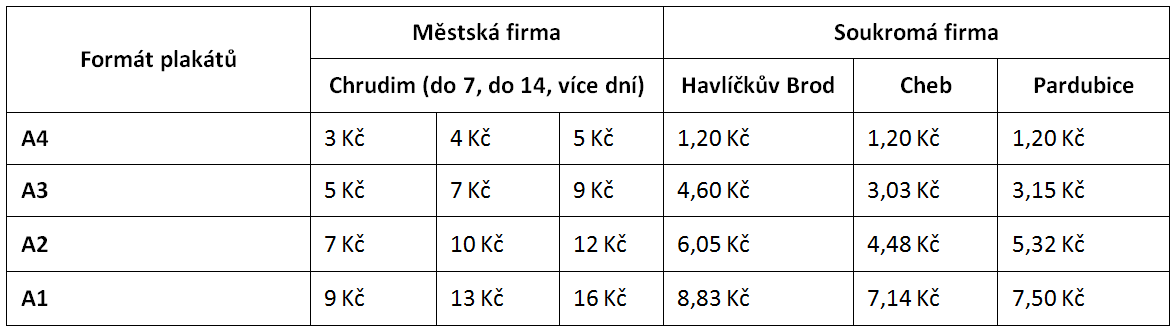 Formát plakátů Městská firma Soukromá firma
Chrudim (do 7, do 14, více dní) Havlíčkův Brod Cheb Pardubice
A4 3 Kč 4 Kč 5 Kč 1,20 Kč 1,20 Kč 1,20 Kč
A3 5 Kč 7 Kč 9 Kč 4,60 Kč 3,03 Kč 3,15 Kč
A2 7 Kč 10 Kč 12 Kč 6,05 Kč 4,48 Kč 5,32 Kč
A1 9 Kč 13 Kč 16 Kč 8,83 Kč 7,14 Kč 7,50 Kč